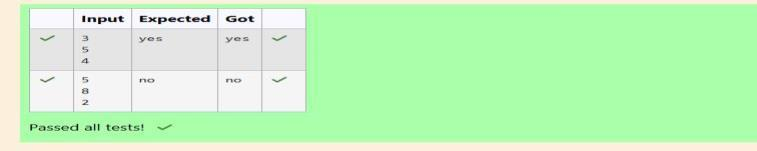 Input Expected Got
3 yes yes
5
4
5 no no
8
2
Passed all tests!